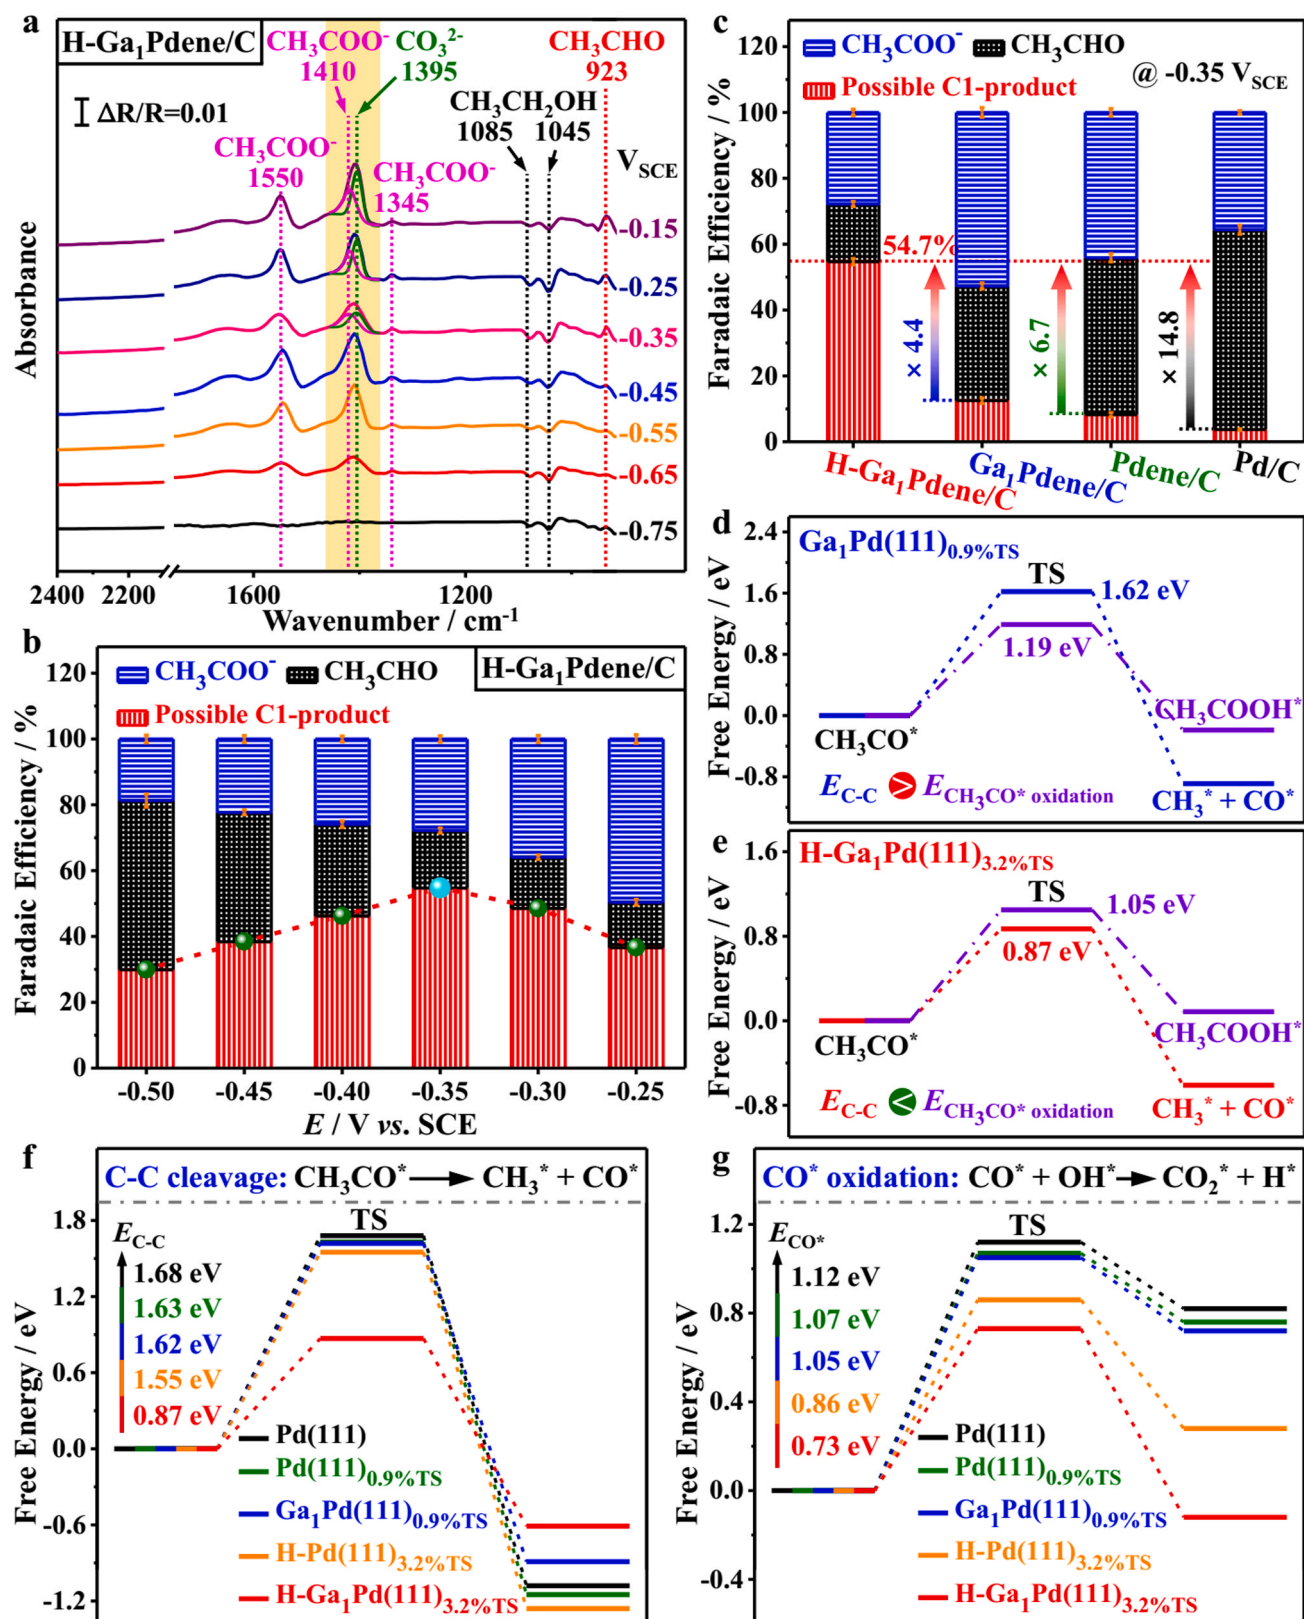 a
H-Ga₁Pdene/C
CH₃COO⁻
1410
CO₃²⁻
1395
CH₃CHO
923
ΔR/R=0.01
CH₃CH₂OH
1085 1045
CH₃COO⁻
1550
CH₃COO⁻
1345
V_SCE
-0.15
-0.25
-0.35
-0.45
-0.55
-0.65
-0.75
Absorbance
2400 2200 1600 1200
Wavenumber / cm⁻¹
b
CH₃COO⁻ CH₃CHO
H-Ga₁Pdene/C
Possible C1-product
Faradaic Efficiency / %
120
100
80
60
40
20
0
-0.50 -0.45 -0.40 -0.35 -0.30 -0.25
E / V vs. SCE
c
CH₃COO⁻ CH₃CHO
Possible C1-product
@ -0.35 V_SCE
Faradaic Efficiency / %
120
100
80
60
40
20
0
54.7%
× 4.4
× 6.7
× 14.8
H-Ga₁Pdene/C
Ga₁Pdene/C
Pdene/C
Pd/C
d
Ga₁Pd(111)₀.₉%TS
Free Energy / eV
2.4
1.6
0.8
0.0
-0.8
TS
1.62 eV
1.19 eV
CH₃CO*
CH₃COOH*
CH₃* + CO*
E_C-C > E_CH₃CO* oxidation
e
H-Ga₁Pd(111)₃.₂%TS
Free Energy / eV
1.6
0.8
0.0
-0.8
TS
1.05 eV
0.87 eV
CH₃CO*
CH₃COOH*
CH₃* + CO*
E_C-C < E_CH₃CO* oxidation
f
C-C cleavage: CH₃CO* → CH₃* + CO*
Free Energy / eV
1.8
1.2
0.6
0.0
-0.6
-1.2
TS
E_C-C
1.68 eV
1.63 eV
1.62 eV
1.55 eV
0.87 eV
Pd(111)
Pd(111)₀.₉%TS
Ga₁Pd(111)₀.₉%TS
H-Pd(111)₃.₂%TS
H-Ga₁Pd(111)₃.₂%TS
g
CO* oxidation: CO* + OH* → CO₂* + H*
Free Energy / eV
1.2
0.8
0.4
0.0
-0.4
TS
E_CO*
1.12 eV
1.07 eV
1.05 eV
0.86 eV
0.73 eV
Pd(111)
Pd(111)₀.₉%TS
Ga₁Pd(111)₀.₉%TS
H-Pd(111)₃.₂%TS
H-Ga₁Pd(111)₃.₂%TS